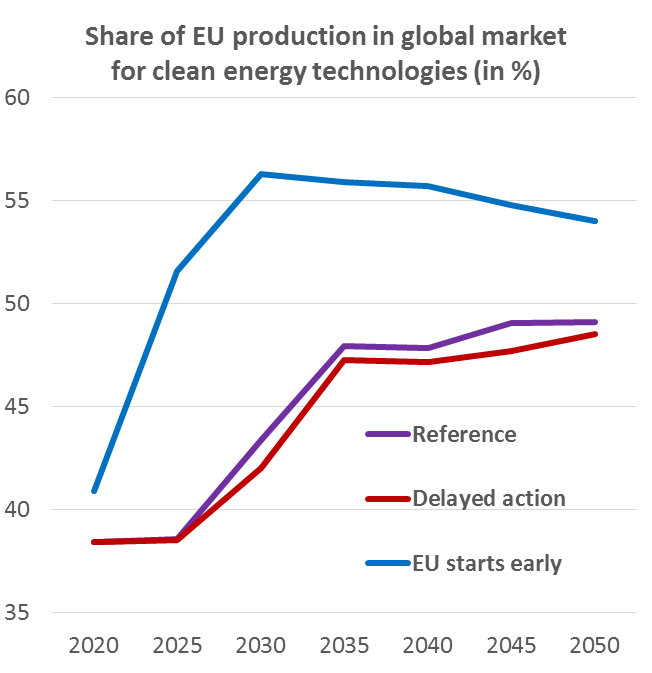 Share of EU production in global market
for clean energy technologies (in %)
60
55
50
45
40
35
Reference
Delayed action
EU starts early
2020 2025 2030 2035 2040 2045 2050